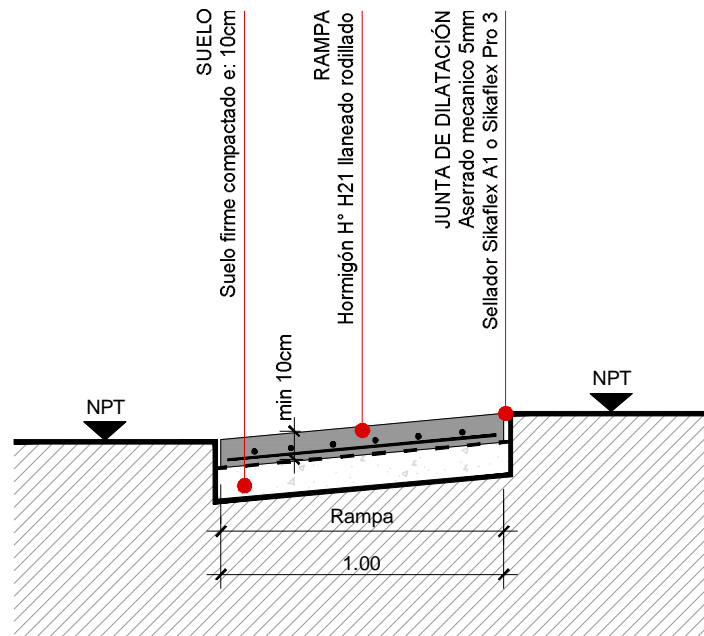 SUELO
Suelo firme compactado e: 10cm
RAMPA
Hormigón H° H21 llaneado rodillado
JUNTA DE DILATACIÓN
Aserrado mecanico 5mm
Sellador Sikaflex A1 o Sikaflex Pro 3
min 10cm
NPT
NPT
Rampa
1.00